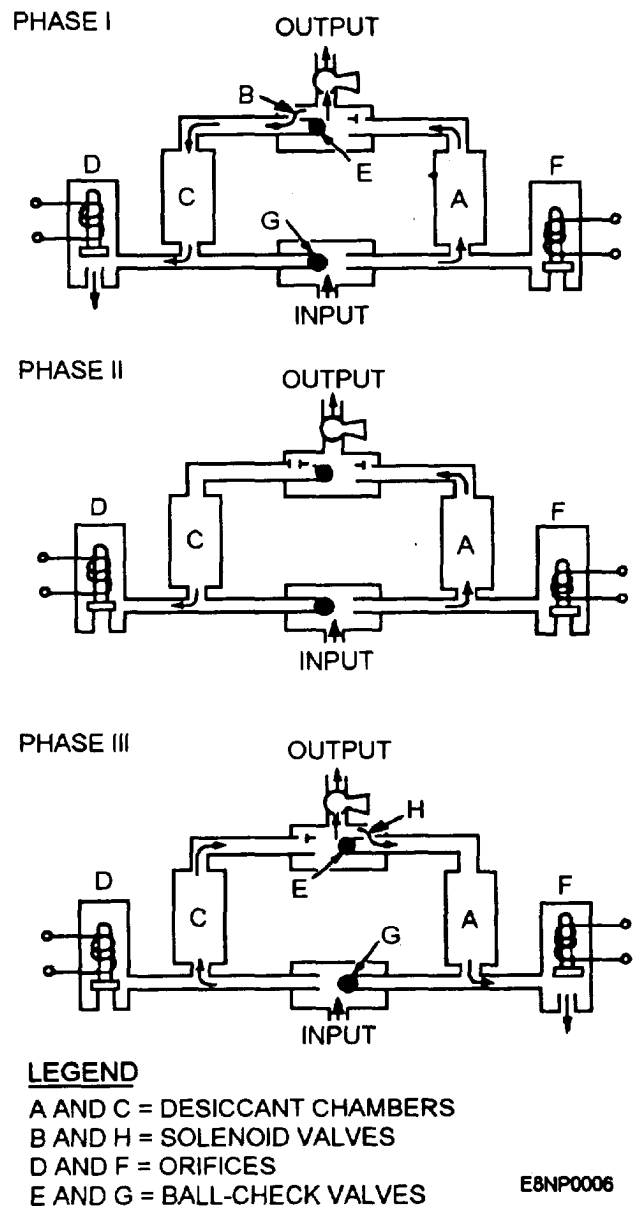 PHASE I
OUTPUT
B
D
E
F
C
A
G
INPUT
PHASE II
OUTPUT
D
F
C
A
INPUT
PHASE III
OUTPUT
H
D
E
F
C
A
G
INPUT
LEGEND
A AND C = DESICCANT CHAMBERS
B AND H = SOLENOID VALVES
D AND F = ORIFICES
E AND G = BALL-CHECK VALVES
E8NP0006